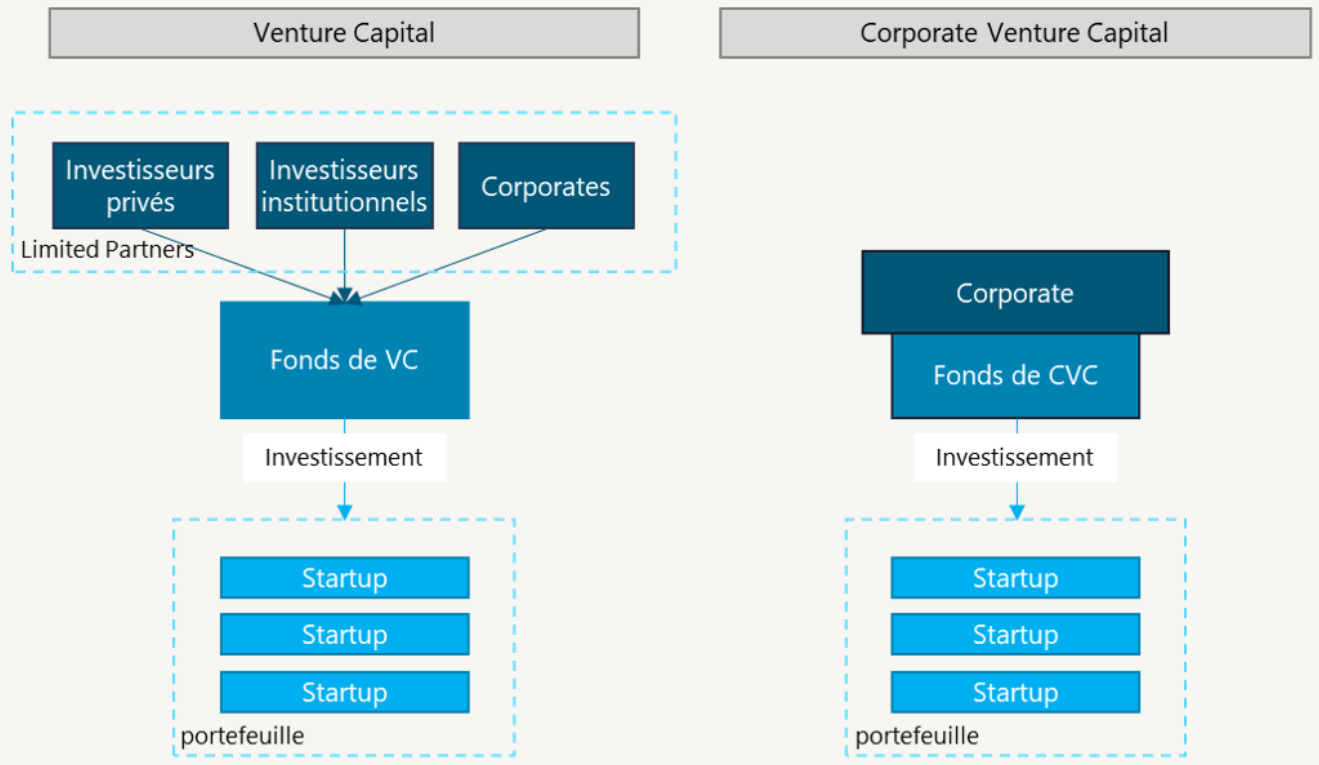 Venture Capital
Corporate Venture Capital
Investisseurs
privés
Investisseurs
institutionnels
Corporates
Limited Partners
Fonds de VC
Investissement
Startup
Startup
Startup
portefeuille
Corporate
Fonds de CVC
Investissement
Startup
Startup
Startup
portefeuille